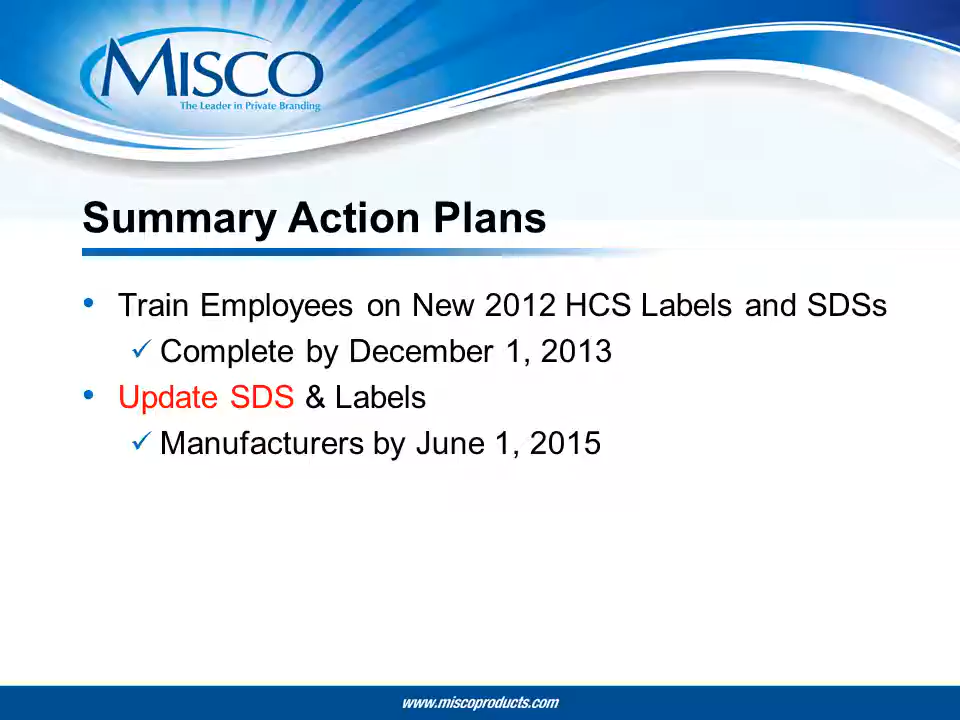 MISCO
The Leader in Private Branding
Summary Action Plans
• Train Employees on New 2012 HCS Labels and SDSs
✓ Complete by December 1, 2013
• Update SDS & Labels
✓ Manufacturers by June 1, 2015
www.miscoproducts.com